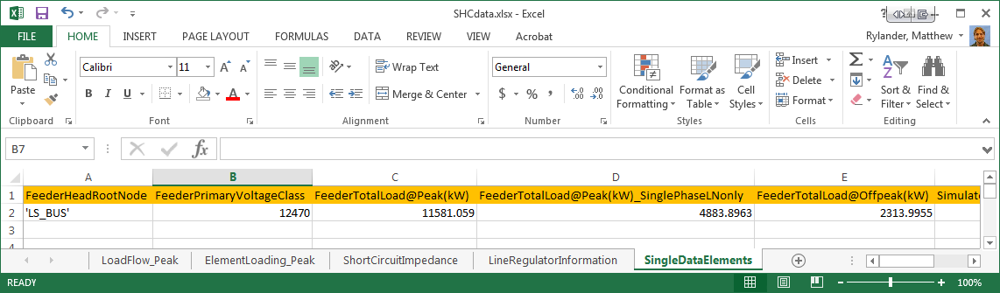 SHCdata.xlsx - Excel
FILE HOME INSERT PAGE LAYOUT FORMULAS DATA REVIEW VIEW Acrobat Rylander, Matthew
Paste
Calibri 11
B I U
Wrap Text
Merge & Center
General
$ % ,
Conditional Formatting
Format as Table
Cell Styles
Insert
Delete
Format
Sort & Filter
Find & Select
Clipboard Font Alignment Number Styles Cells Editing
B7 fx
A B C D E
1 FeederHeadRootNode FeederPrimaryVoltageClass FeederTotalLoad@Peak(kW) FeederTotalLoad@Peak(kW)_SinglePhaseLNonly FeederTotalLoad@Offpeak(kW) Simulate
2 'LS_BUS' 12470 11581.059 4883.8963 2313.9955
3
4
LoadFlow_Peak ElementLoading_Peak ShortCircuitImpedance LineRegulatorInformation SingleDataElements
READY 100%